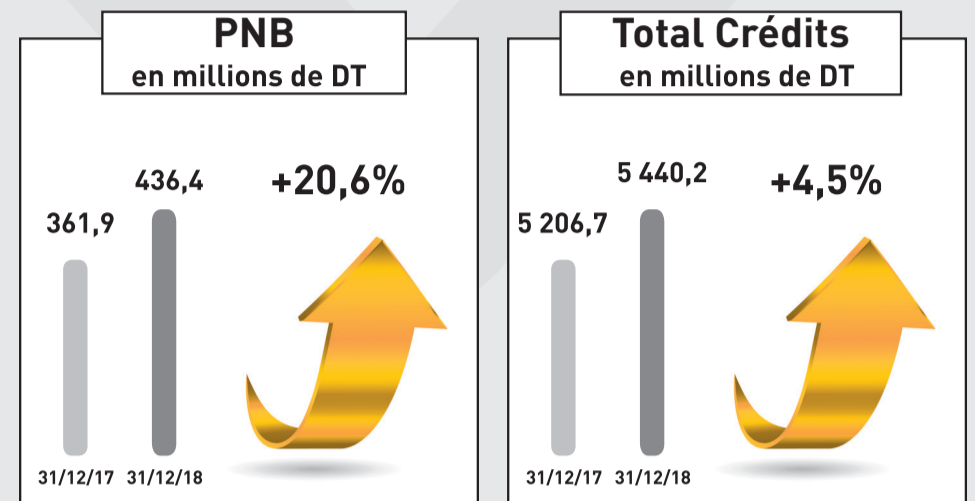 PNB
en millions de DT
436,4
+20,6%
361,9
31/12/17 31/12/18
Total Crédits
en millions de DT
5 440,2
+4,5%
5 206,7
31/12/17 31/12/18